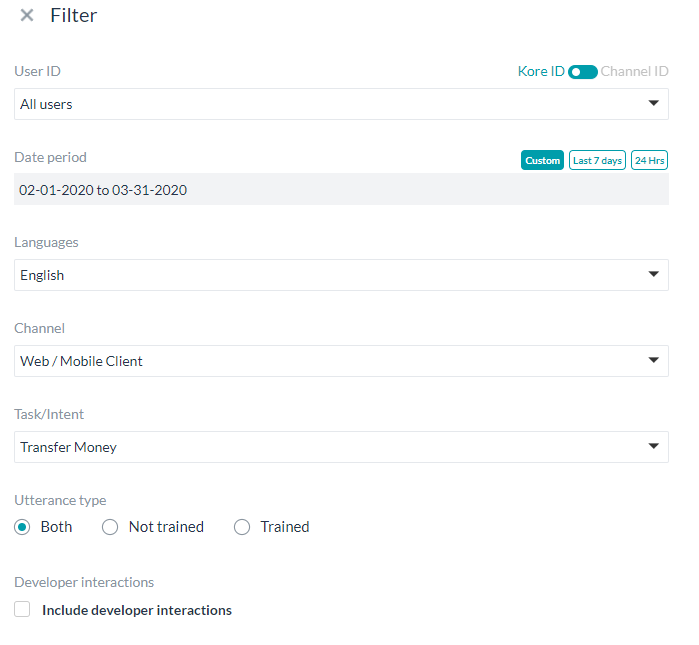 Filter
User ID
Kore ID Channel ID
All users
Date period
Custom Last 7 days 24 Hrs
02-01-2020 to 03-31-2020
Languages
English
Channel
Web / Mobile Client
Task/Intent
Transfer Money
Utterance type
Both Not trained Trained
Developer interactions
Include developer interactions